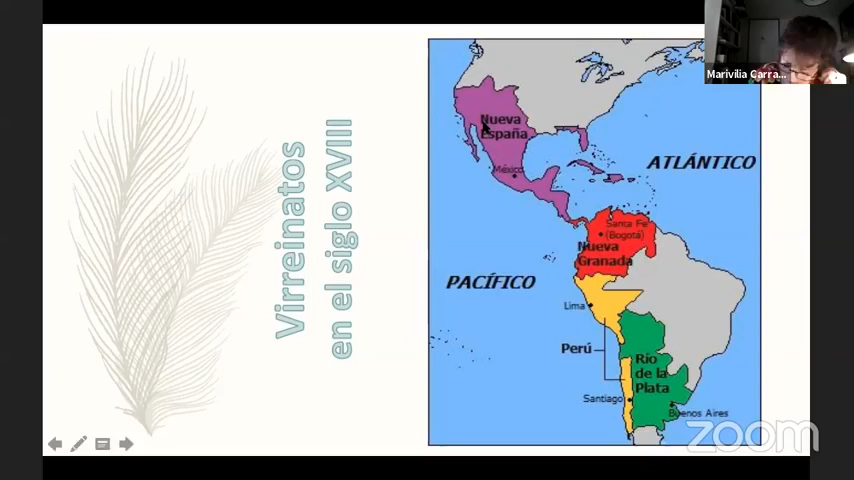 Marivilia Carra...
Virreinatos
en el siglo XVIII
Nueva
España
México
ATLÁNTICO
Santa Fe
(Bogotá)
Nueva
Granada
PACÍFICO
Lima
Perú
Río
de la
Plata
Santiago
Buenos Aires
zoom